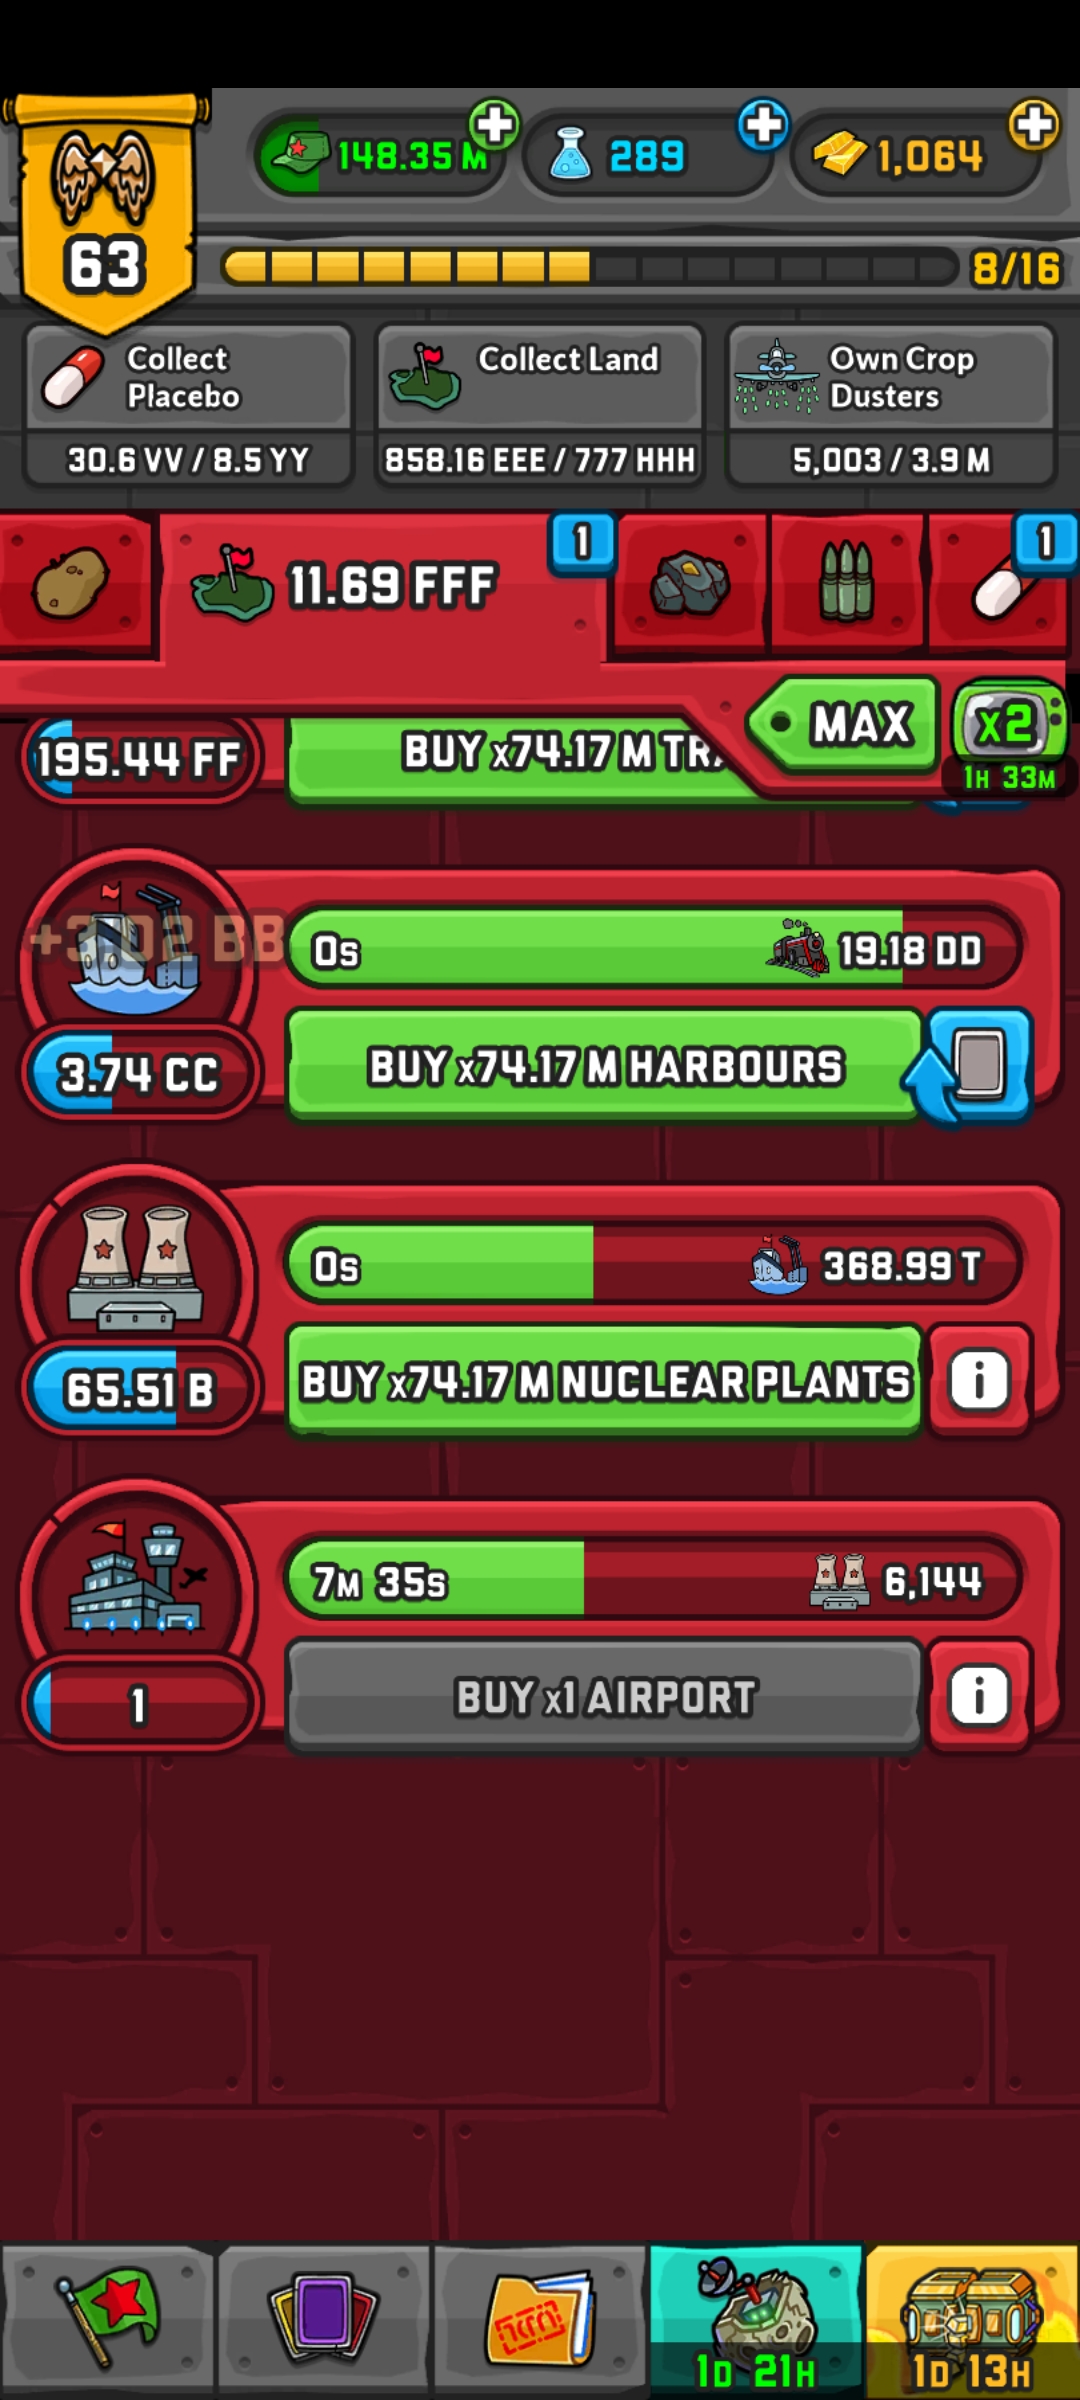 148.35 M
289
1,064
63
8/16
Collect
Placebo
30.6 VV / 8.5 YY
Collect Land
858.16 EEE / 777 HHH
Own Crop
Dusters
5,003 / 3.9 M
11.69 FFF
1
1
MAX
x2
1H 33M
195.44 FF
BUY x74.17 M
0s
19.18 DD
3.74 CC
BUY x74.17 M HARBOURS
0s
368.99 T
65.51 B
BUY x74.17 M NUCLEAR PLANTS
i
7M 35s
6,144
1
BUY x1 AIRPORT
i
1D 21H
1D 13H